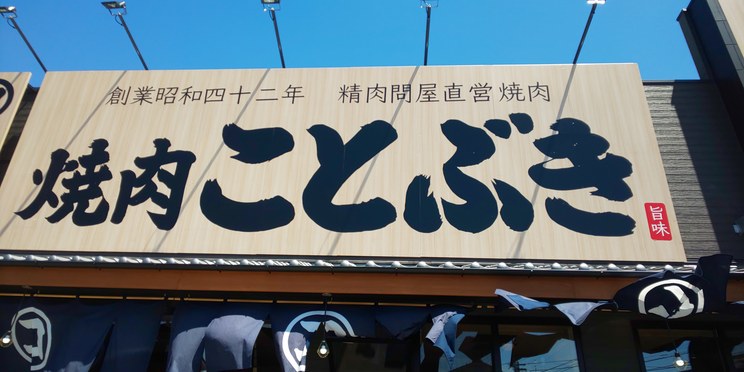 創業昭和四十二年 精肉問屋直営焼肉
焼肉ことぶき
旨味